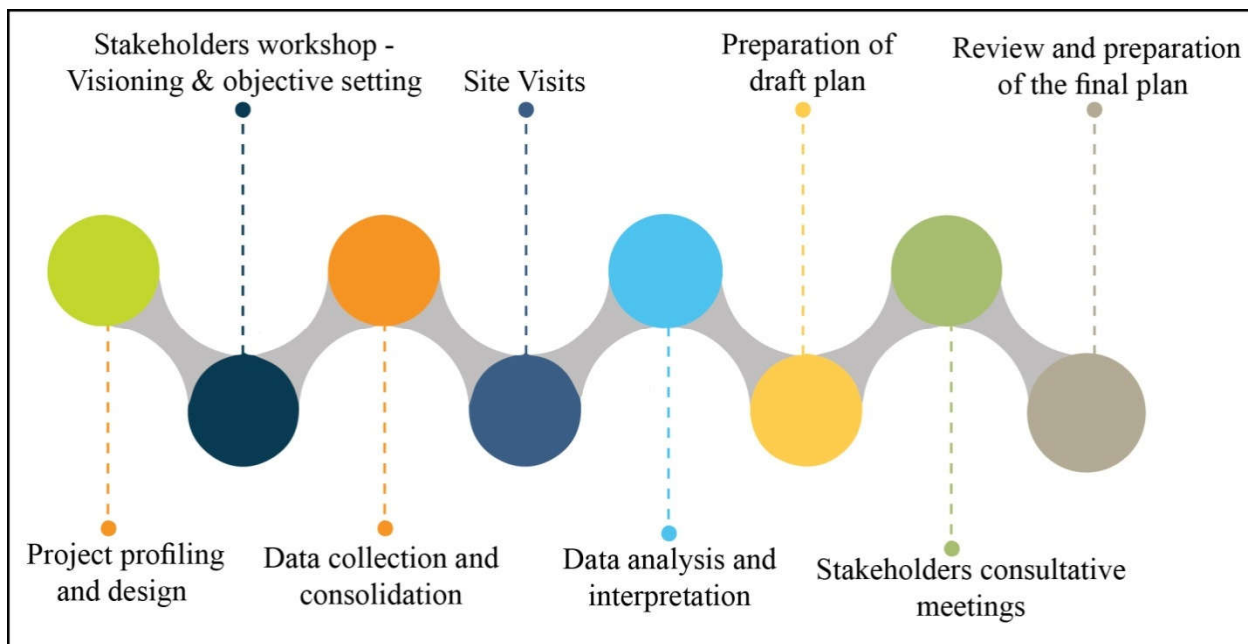 Stakeholders workshop -
Visioning & objective setting
Site Visits
Preparation of
draft plan
Review and preparation
of the final plan
Project profiling
and design
Data collection and
consolidation
Data analysis and
interpretation
Stakeholders consultative
meetings